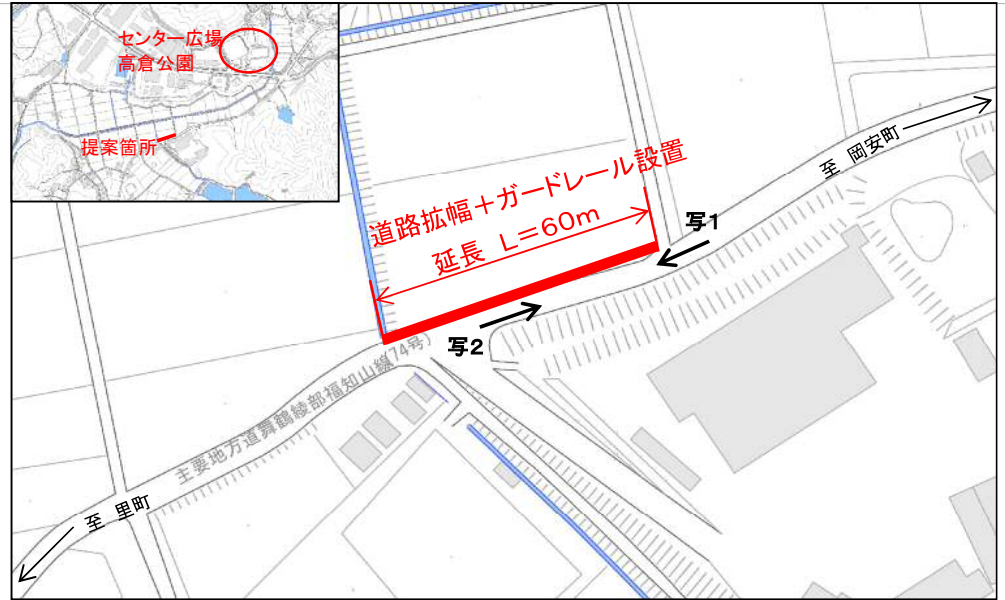 センター広場
高倉公園
提案箇所
道路拡幅+ガードレール設置
延長 L=60m
至 岡安町
写1
写2
主要地方道舞鶴綾部福知山線(74号)
至 里町